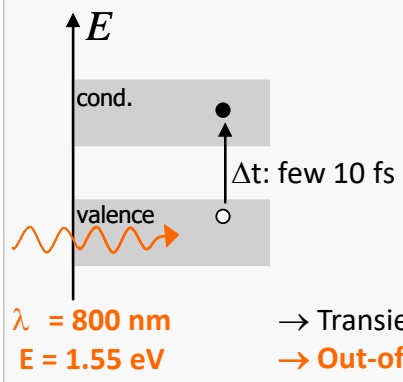 E
cond.
Δt: few 10 fs
valence
λ = 800 nm → Transie
E = 1.55 eV → Out-of